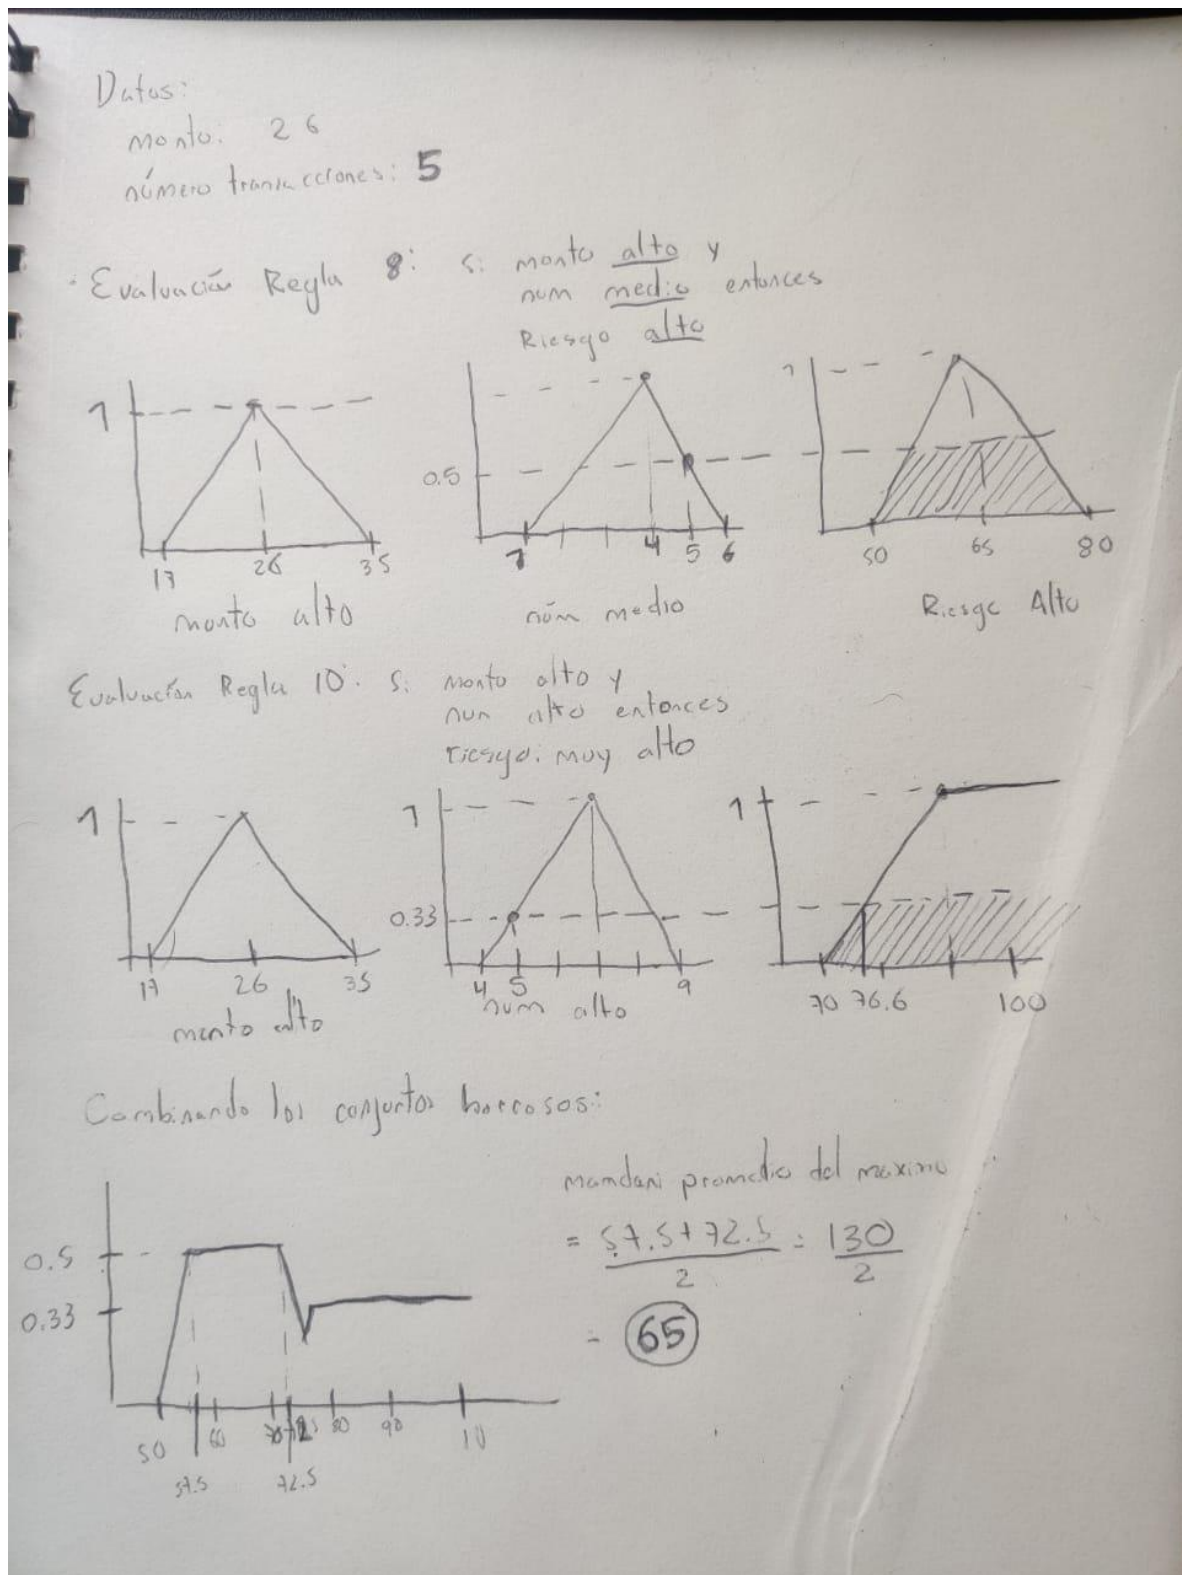 Datos:
monto: 26
número transacciones: 5
Evaluación Regla 8: Si monto alto y
num medio entonces
Riesgo alto
1
0.5
1
17 26 35
1 4 5 6
50 65 80
monto alto
núm medio
Riesgo Alto
Evaluación Regla 10: Si monto alto y
num alto entonces
riesgo: muy alto
1
1
1
0.33
17 26 35
4 5 9
70 76.6 100
monto alto
num alto
Combinando los conjuntos borrosos:
mamdani promedio del maximo
= 57.5 + 72.5 = 130
2 2
= 65
0.5
0.33
50 60 80 90 10
57.5 72.5